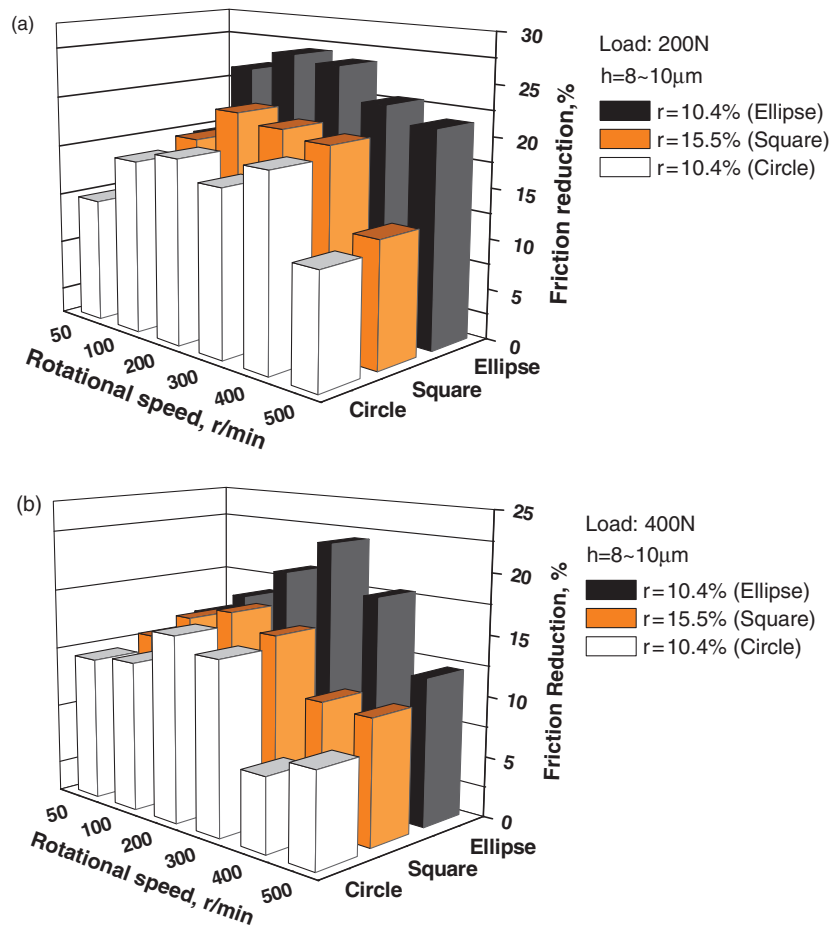 (a)
30
25
20
15
10
5
0
Friction reduction,%
Load: 200N
h=8~10μm
r=10.4% (Ellipse)
r=15.5% (Square)
r=10.4% (Circle)
50
100
200
300
400
500
Rotational speed, r/min
Circle
Square
Ellipse
(b)
25
20
15
10
5
0
Friction Reduction, %
Load: 400N
h=8~10μm
r=10.4% (Ellipse)
r=15.5% (Square)
r=10.4% (Circle)
50
100
200
300
400
500
Rotational speed, r/min
Circle
Square
Ellipse